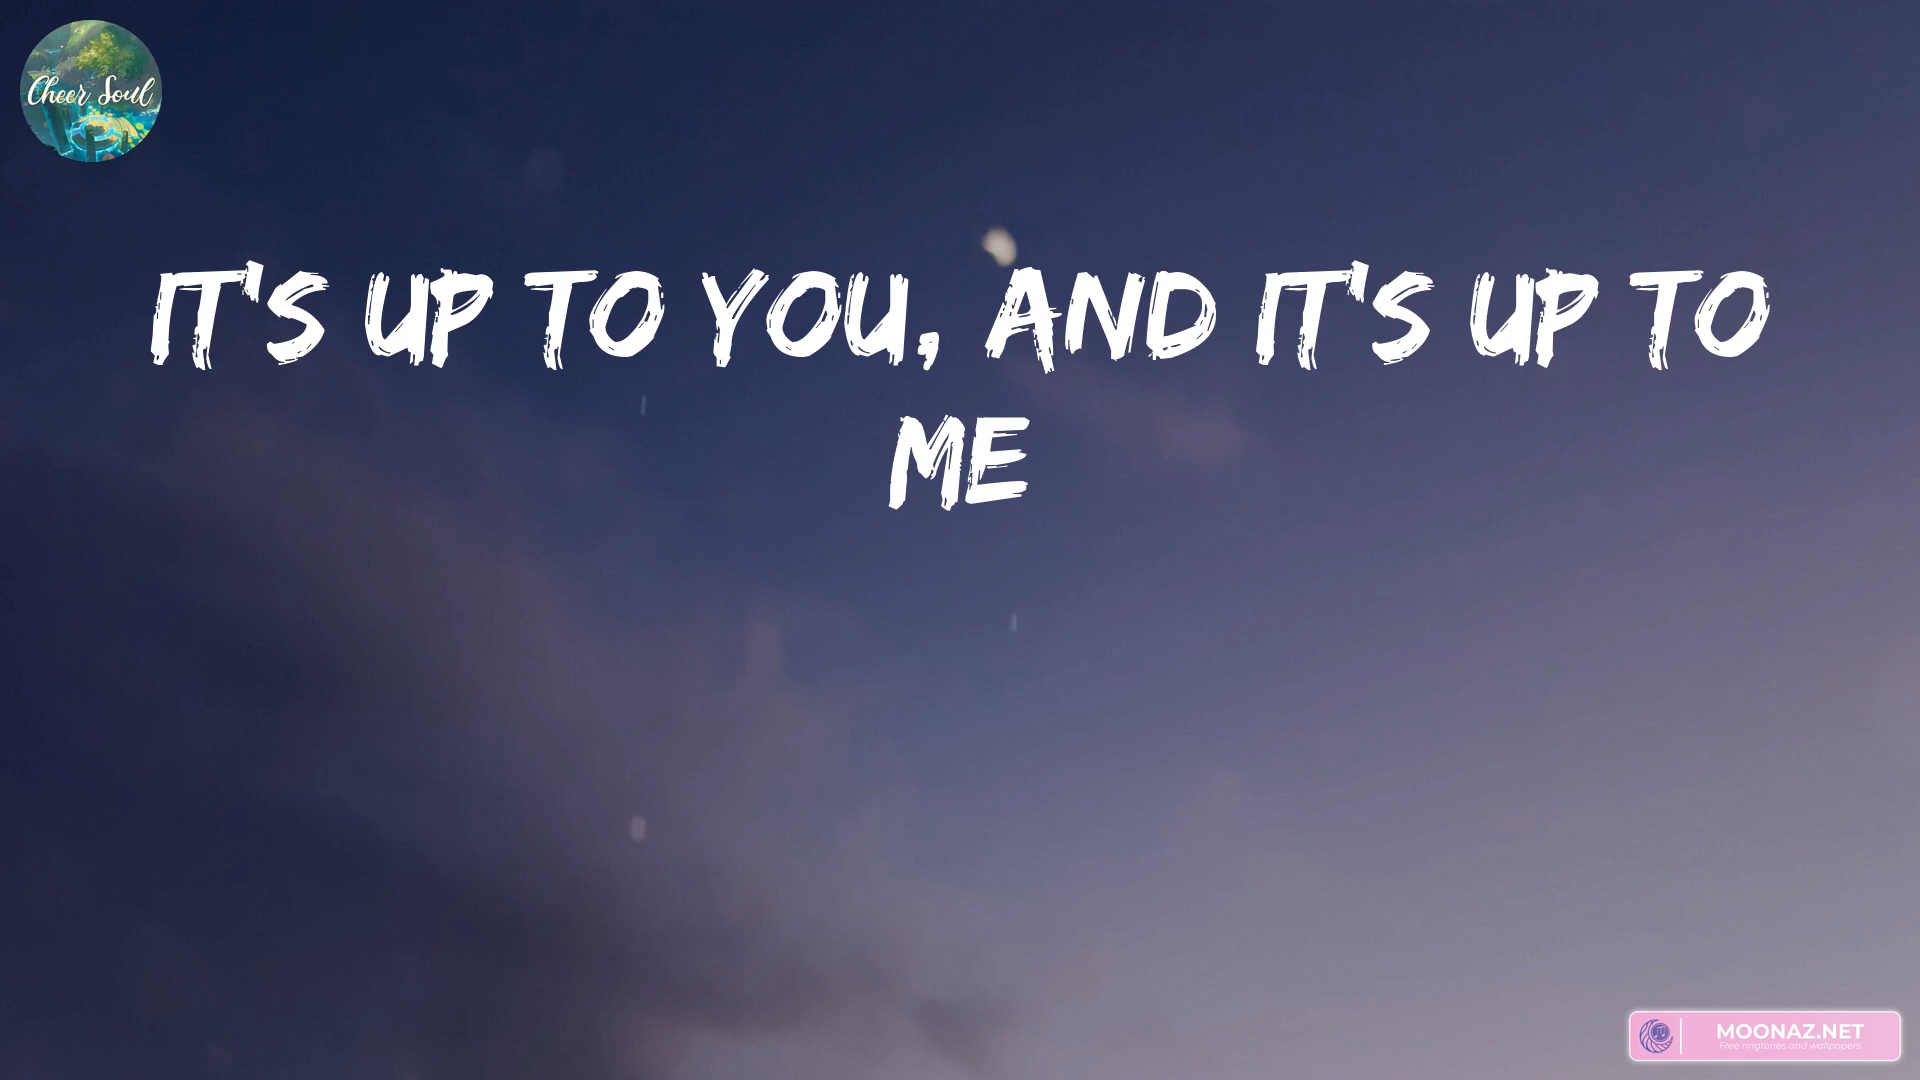 Cheer Soul
IT'S UP TO YOU, AND IT'S UP TO
ME
MOONAZ.NET
Free ringtones and wallpapers